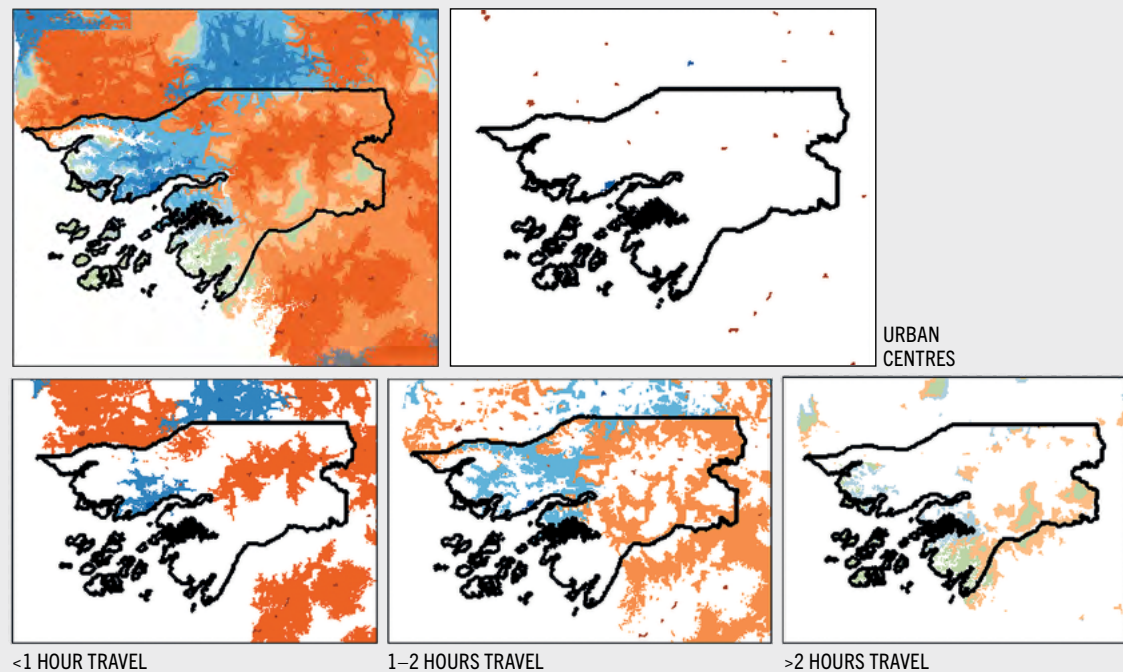 URBAN
CENTRES
<1 HOUR TRAVEL
1–2 HOURS TRAVEL
>2 HOURS TRAVEL